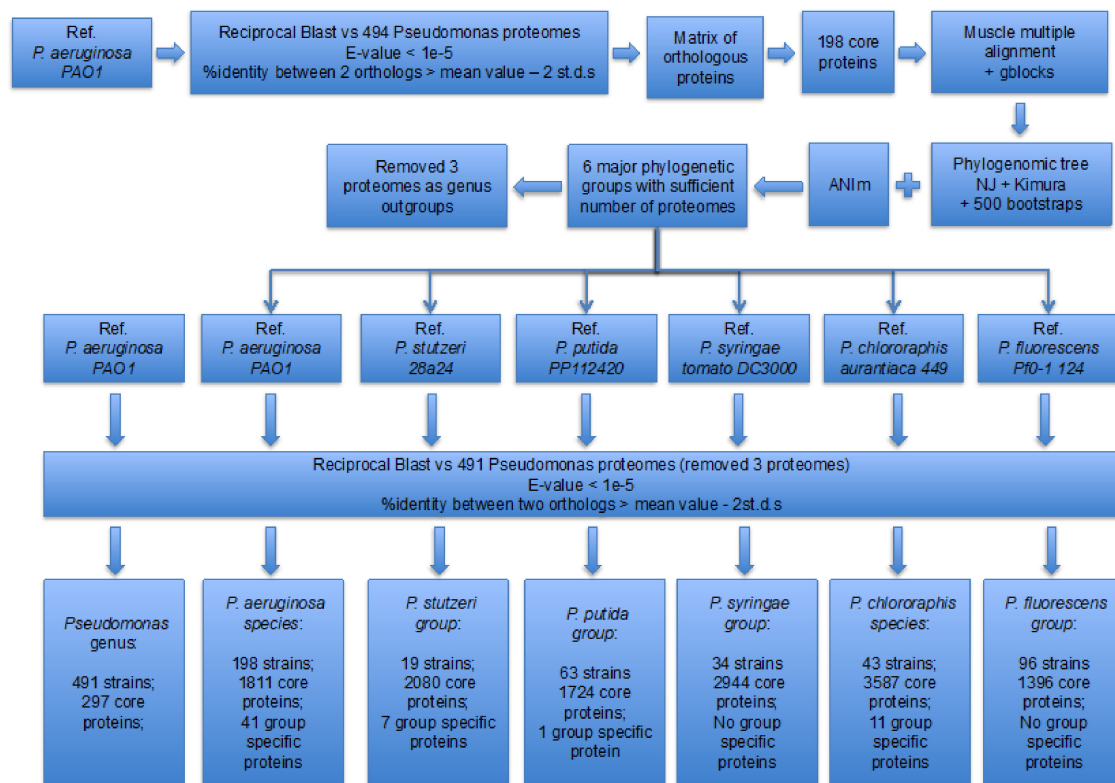 Ref.
P. aeruginosa
PAO1
Reciprocal Blast vs 494 Pseudomonas proteomes
E-value < 1e-5
%identity between 2 orthologs > mean value – 2 st.d.s
Matrix of
orthologous
proteins
198 core
proteins
Muscle multiple
alignment
+ gblocks
Removed 3
proteomes as genus
outgroups
6 major phylogenetic
groups with sufficient
number of proteomes
ANIm
Phylogenomic tree
NJ + Kimura
+ 500 bootstraps
Ref.
P. aeruginosa
PAO1
Ref.
P. aeruginosa
PAO1
Ref.
P. stutzeri
28a24
Ref.
P. putida
PP112420
Ref.
P. syringae
tomato DC3000
Ref.
P. chlororaphis
aurantiaca 449
Ref.
P. fluorescens
Pf0-1 124
Reciprocal Blast vs 491 Pseudomonas proteomes (removed 3 proteomes)
E-value < 1e-5
%identity between two orthologs > mean value - 2st.d.s
Pseudomonas
genus:
491 strains;
297 core
proteins;
P. aeruginosa
species:
198 strains;
1811 core
proteins;
41 group
specific
proteins
P. stutzeri
group:
19 strains;
2080 core
proteins;
7 group specific
proteins
P. putida
group:
63 strains
1724 core
proteins;
1 group specific
protein
P. syringae
group:
34 strains
2944 core
proteins;
No group
specific
proteins
P. chlororaphis
species:
43 strains;
3587 core
proteins;
11 group
specific
proteins
P. fluorescens
group:
96 strains
1396 core
proteins;
No group
specific
proteins